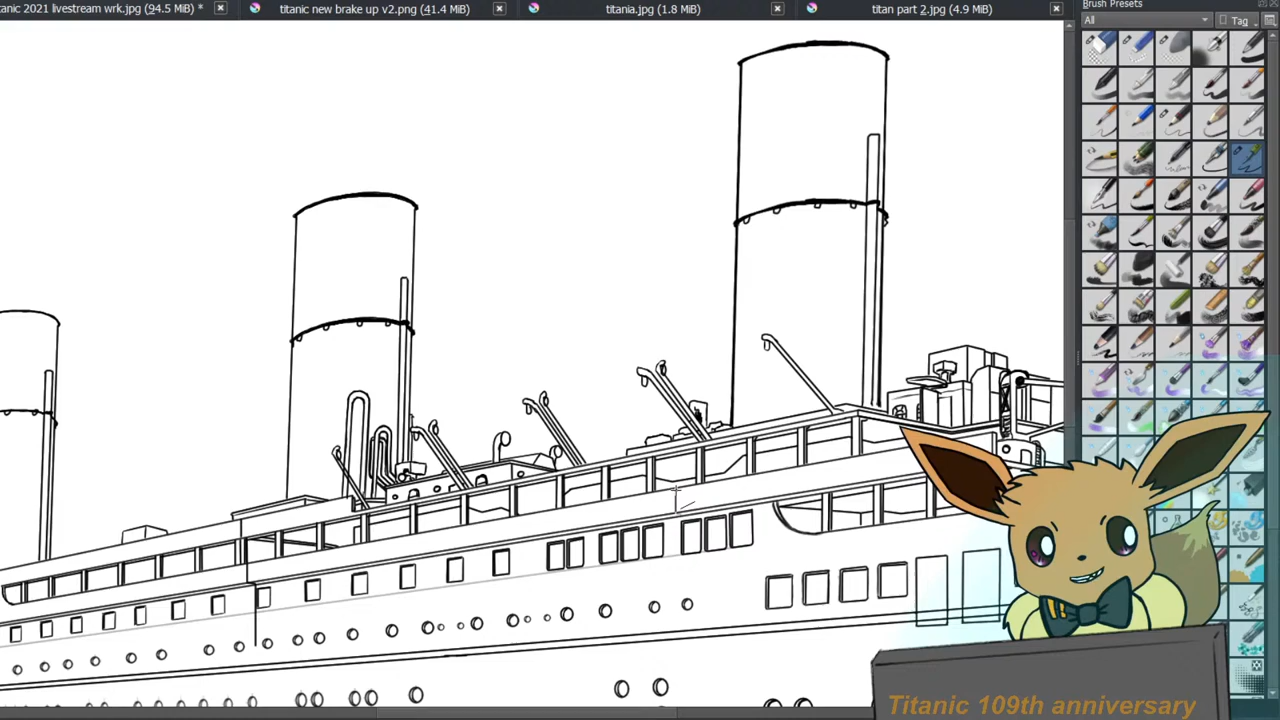 anic 2021 livestream wrk.jpg (94.5 MiB) *
titanic new brake up v2.png (41.4 MiB)
titania.jpg (1.8 MiB)
titan part 2.jpg (4.9 MiB)
Brush Presets
All
Tag
Titanic 109th anniversary